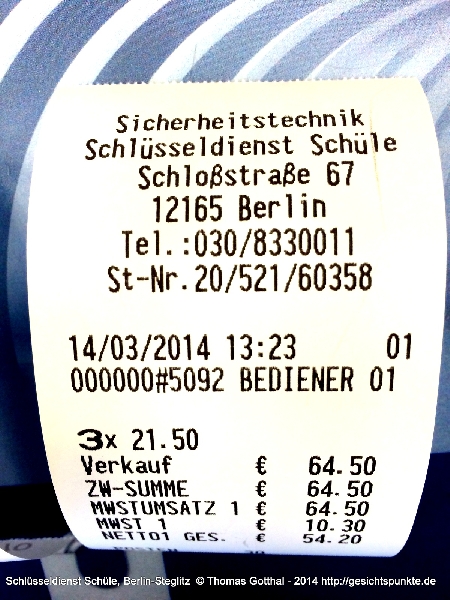 Sicherheitstechnik
Schlüsseldienst Schüle
Schloßstraße 67
12165 Berlin
Tel.:030/8330011
St-Nr.20/521/60358
14/03/2014 13:23 01
000000#5092 BEDIENER 01
3x 21.50
Verkauf € 64.50
ZW-SUMME € 64.50
MWSTUMSATZ 1 € 64.50
MWST 1 € 10.30
NETTO1 GES. € 54.20
Schlüsseldienst Schüle, Berlin-Steglitz © Thomas Gotthal - 2014 http://gesichtspunkte.de